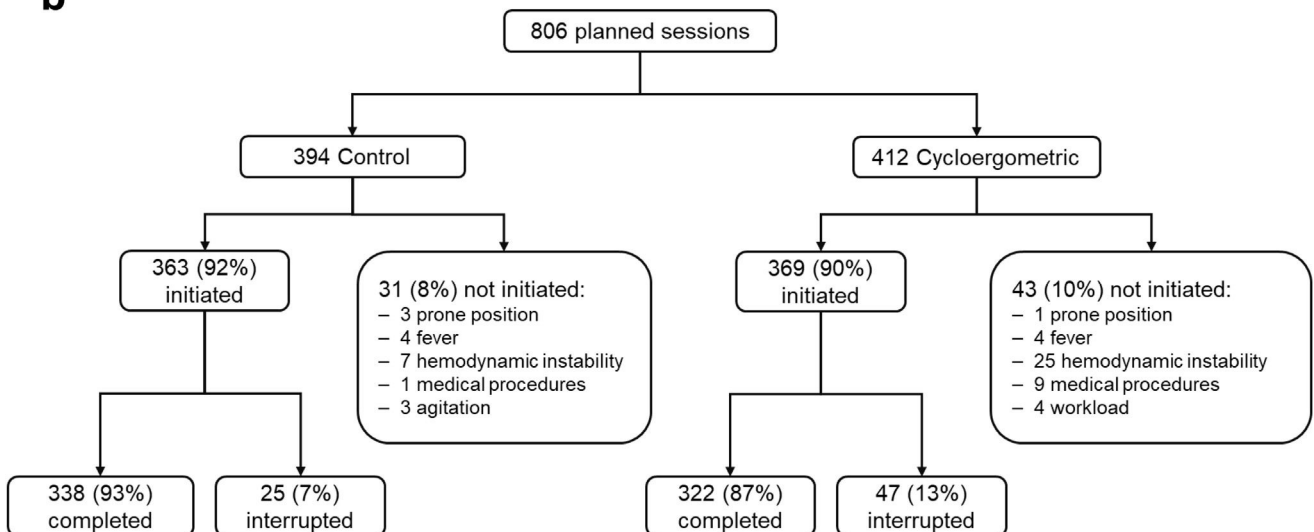 b
806 planned sessions
394 Control
412 Cycloergometric
363 (92%)
initiated
31 (8%) not initiated:
– 3 prone position
– 4 fever
– 7 hemodynamic instability
– 1 medical procedures
– 3 agitation
369 (90%)
initiated
43 (10%) not initiated:
– 1 prone position
– 4 fever
– 25 hemodynamic instability
– 9 medical procedures
– 4 workload
338 (93%)
completed
25 (7%)
interrupted
322 (87%)
completed
47 (13%)
interrupted